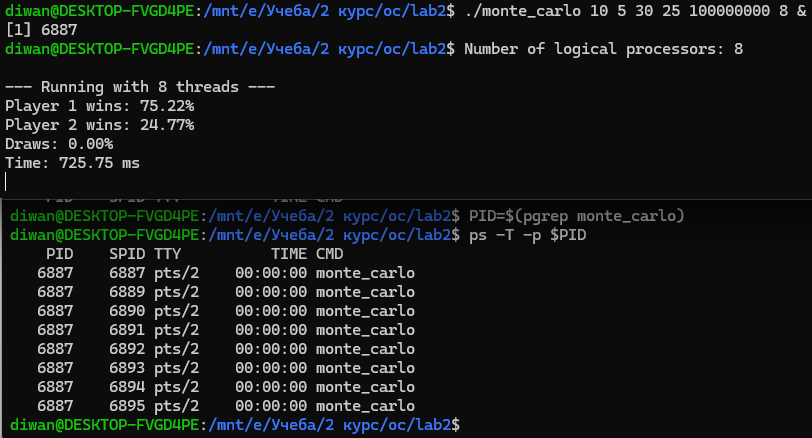 diwan@DESKTOP-FVGD4PE:/mnt/e/Учеба/2 курс/ос/lab2$ ./monte_carlo 10 5 30 25 100000000 8 &
[1] 6887
diwan@DESKTOP-FVGD4PE:/mnt/e/Учеба/2 курс/ос/lab2$ Number of logical processors: 8
--- Running with 8 threads ---
Player 1 wins: 75.22%
Player 2 wins: 24.77%
Draws: 0.00%
Time: 725.75 ms
diwan@DESKTOP-FVGD4PE:/mnt/e/Учеба/2 курс/ос/lab2$ PID=$(pgrep monte_carlo)
diwan@DESKTOP-FVGD4PE:/mnt/e/Учеба/2 курс/ос/lab2$ ps -T -p $PID
PID SPID TTY TIME CMD
6887 6887 pts/2 00:00:00 monte_carlo
6887 6889 pts/2 00:00:00 monte_carlo
6887 6890 pts/2 00:00:00 monte_carlo
6887 6891 pts/2 00:00:00 monte_carlo
6887 6892 pts/2 00:00:00 monte_carlo
6887 6893 pts/2 00:00:00 monte_carlo
6887 6894 pts/2 00:00:00 monte_carlo
6887 6895 pts/2 00:00:00 monte_carlo
diwan@DESKTOP-FVGD4PE:/mnt/e/Учеба/2 курс/ос/lab2$